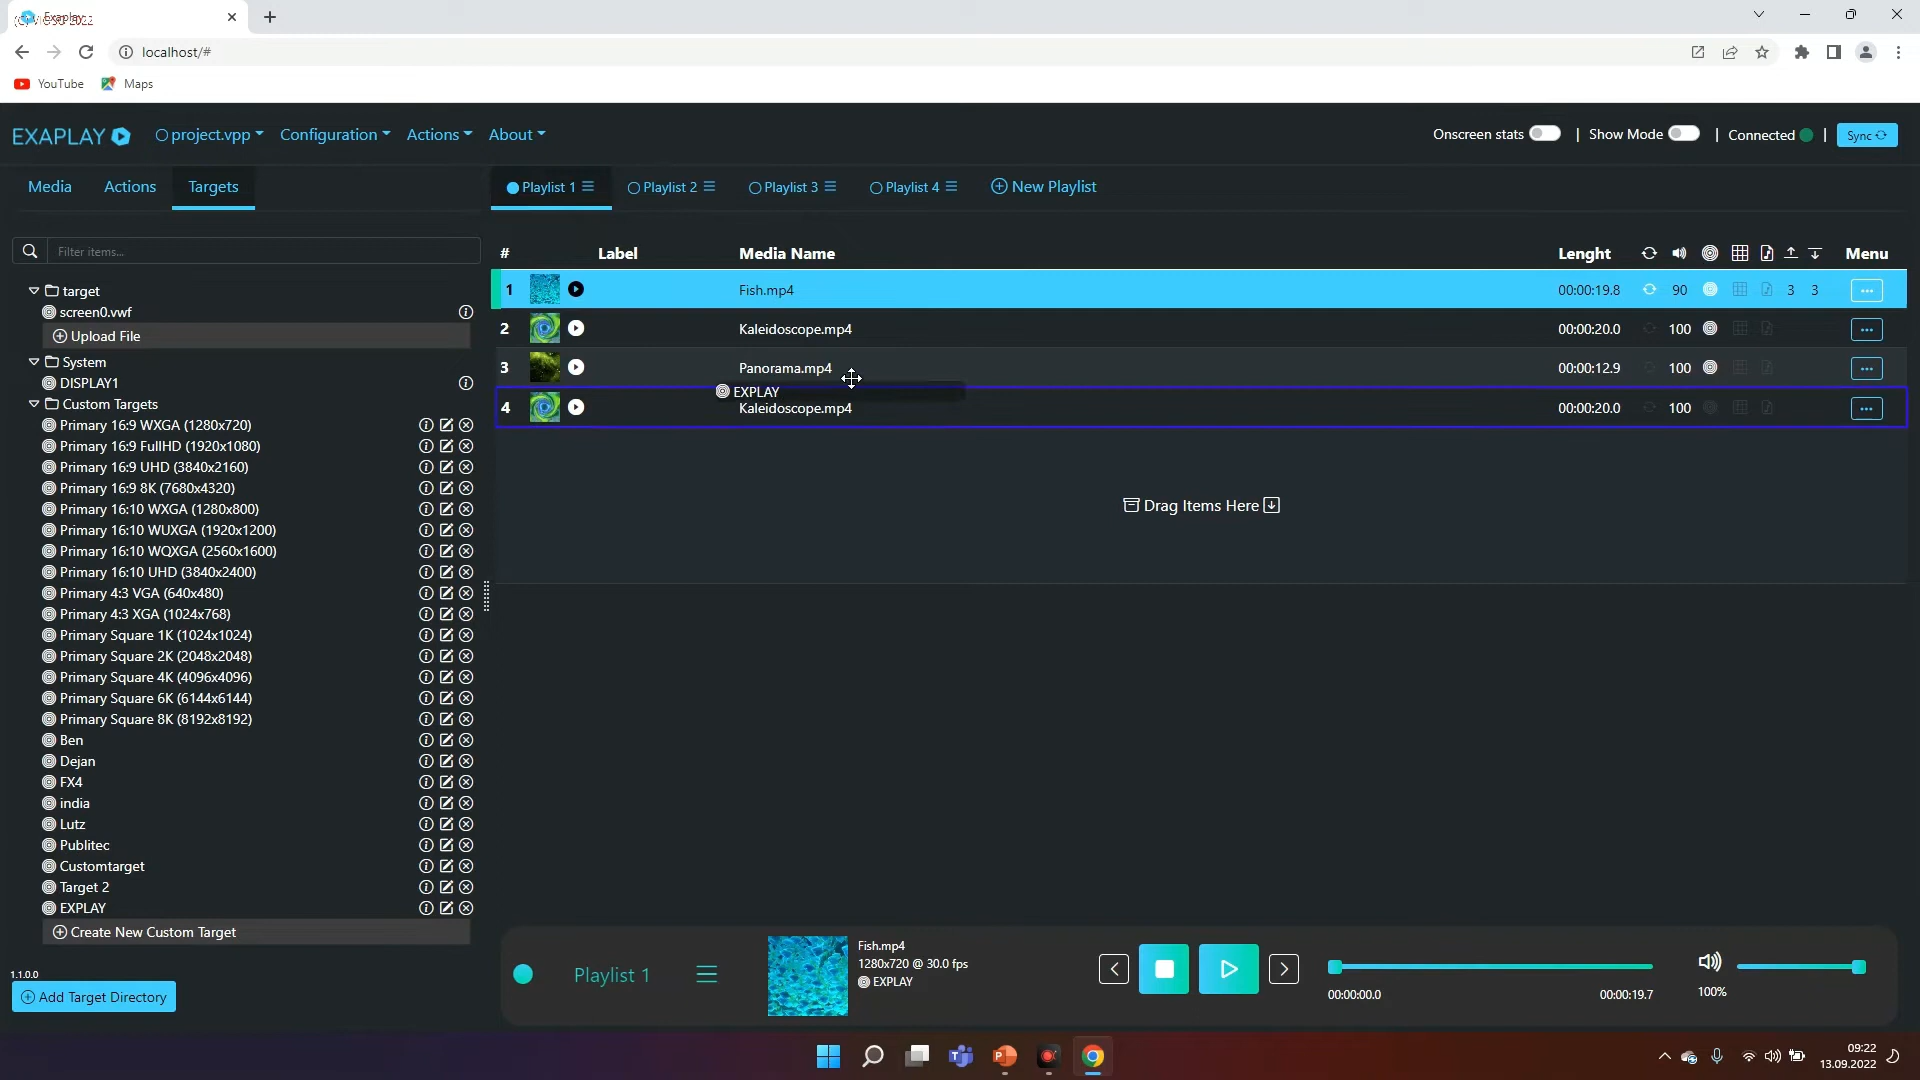 Exaplay
(C) VIOSO 2022
localhost/#
YouTube Maps
EXAPLAY project.vpp Configuration Actions About Onscreen stats | Show Mode | Connected | Sync
Media Actions Targets Playlist 1 Playlist 2 Playlist 3 Playlist 4 New Playlist
Filter items...
# Label Media Name Lenght Menu
1 Fish.mp4 00:00:19.8 90 3 3 ...
2 Kaleidoscope.mp4 00:00:20.0 100 ...
3 Panorama.mp4 00:00:12.9 100 ...
EXPLAY
4 Kaleidoscope.mp4 00:00:20.0 100 ...
Drag Items Here
target
screen0.vwf
Upload File
System
DISPLAY1
Custom Targets
Primary 16:9 WXGA (1280x720)
Primary 16:9 FullHD (1920x1080)
Primary 16:9 UHD (3840x2160)
Primary 16:9 8K (7680x4320)
Primary 16:10 WXGA (1280x800)
Primary 16:10 WUXGA (1920x1200)
Primary 16:10 WQXGA (2560x1600)
Primary 16:10 UHD (3840x2400)
Primary 4:3 VGA (640x480)
Primary 4:3 XGA (1024x768)
Primary Square 1K (1024x1024)
Primary Square 2K (2048x2048)
Primary Square 4K (4096x4096)
Primary Square 6K (6144x6144)
Primary Square 8K (8192x8192)
Ben
Dejan
FX4
india
Lutz
Publitec
Customtarget
Target 2
EXPLAY
Create New Custom Target
1.1.0.0
Add Target Directory
Playlist 1
Fish.mp4
1280x720 @ 30.0 fps
EXPLAY
00:00:00.0 00:00:19.7
100%
09:22
13.09.2022